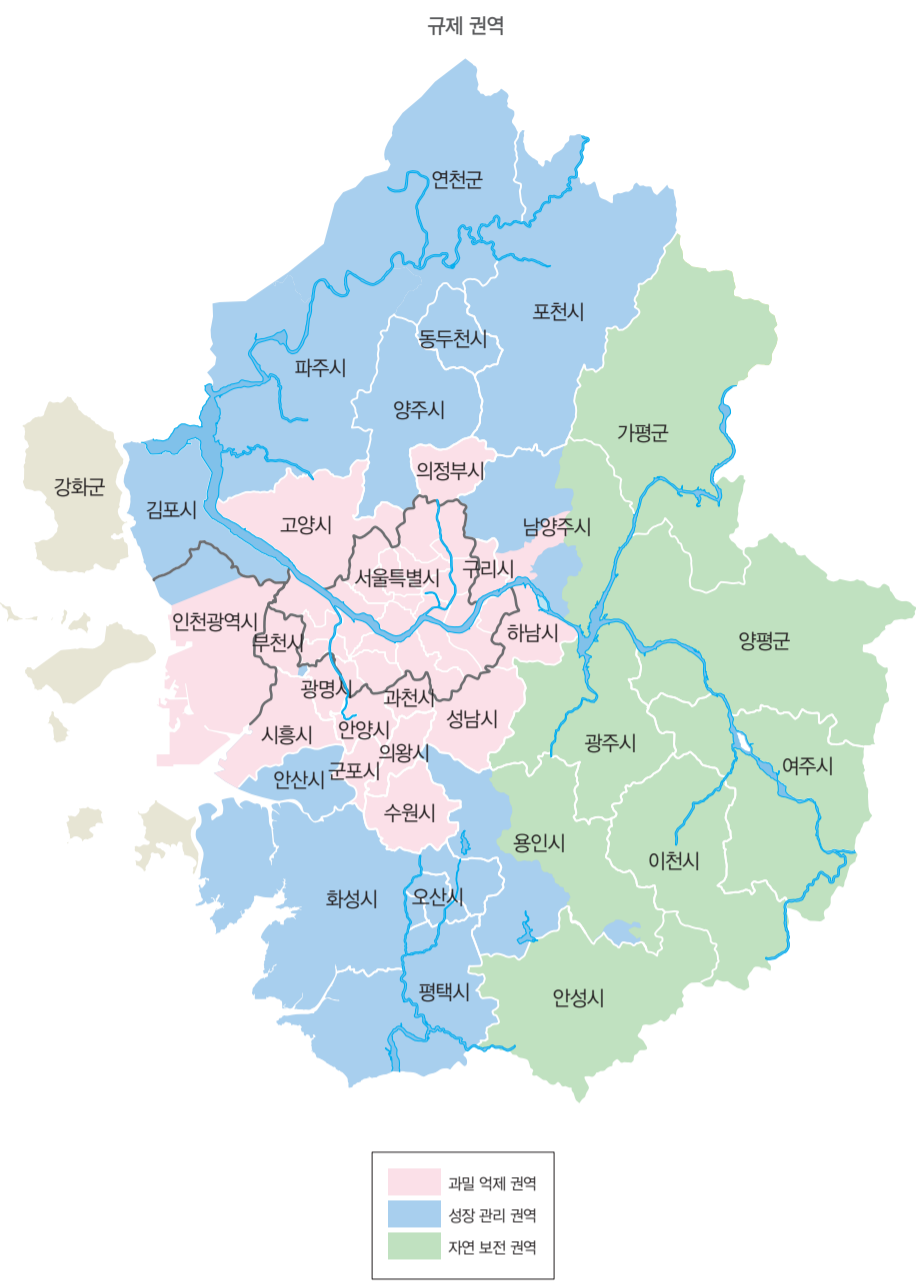 규제 권역
연천군
포천시
동두천시
파주시
양주시
가평군
의정부시
강화군
김포시
고양시
남양주시
서울특별시
구리시
인천광역시
부천시
하남시
양평군
광명시
과천시
성남시
시흥시
안양시
의왕시
광주시
안산시
군포시
여주시
수원시
용인시
이천시
화성시
오산시
평택시
안성시
과밀 억제 권역
성장 관리 권역
자연 보전 권역